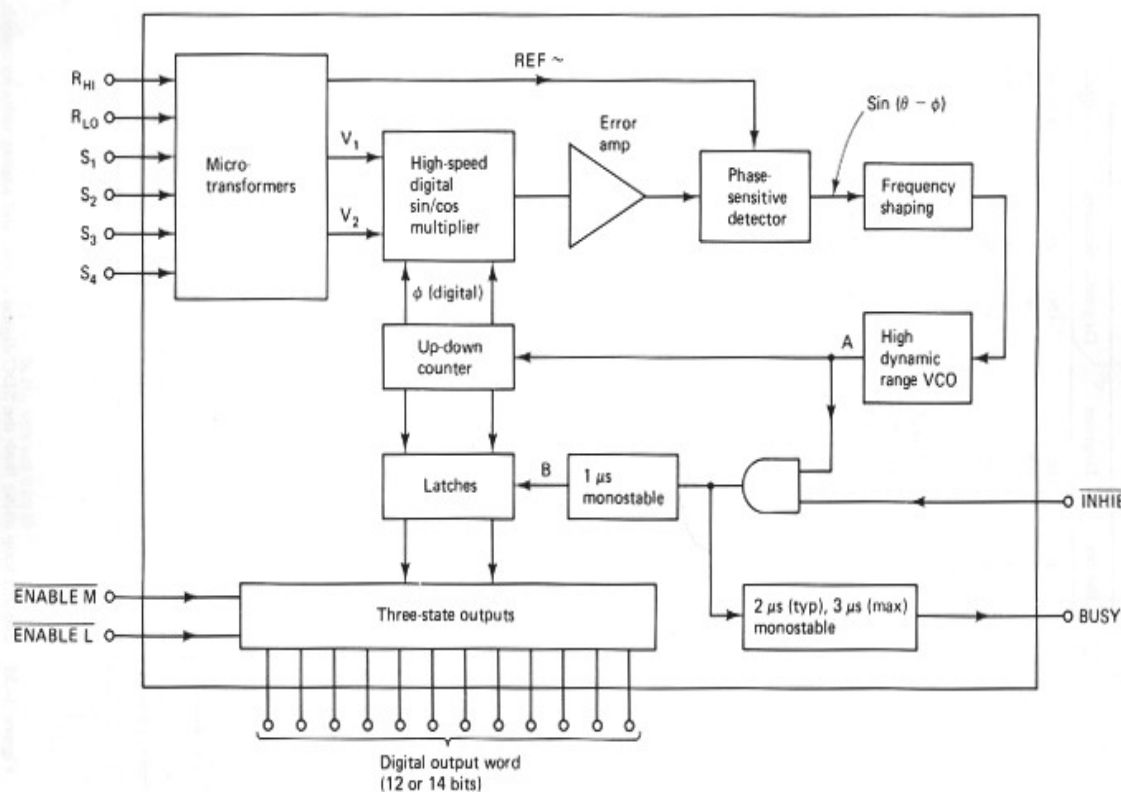 R_HI
R_LO
S_1
S_2
S_3
S_4
Micro-
transformers
REF ~
V_1
V_2
High-speed
digital
sin/cos
multiplier
Error
amp
Phase-
sensitive
detector
Sin (θ − ϕ)
Frequency
shaping
ϕ (digital)
Up-down
counter
A
High
dynamic
range VCO
Latches
B
1 μs
monostable
INHIB
ENABLE M
ENABLE L
Three-state outputs
2 μs (typ), 3 μs (max)
monostable
BUSY
Digital output word
(12 or 14 bits)